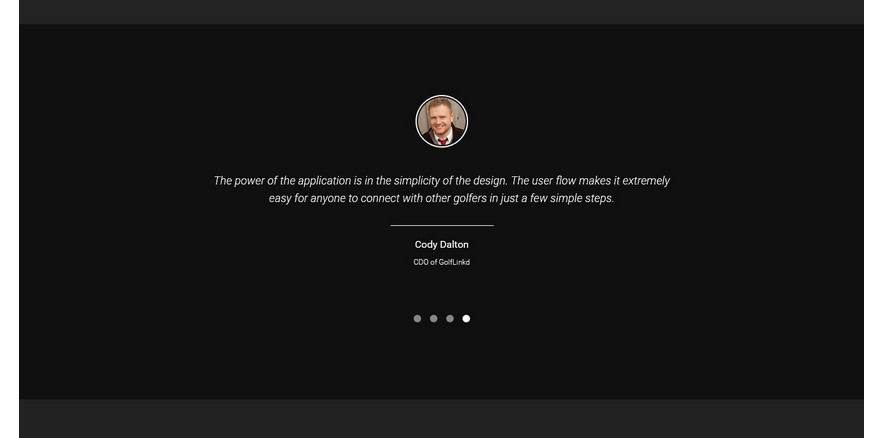 The power of the application is in the simplicity of the design. The user flow makes it extremely
easy for anyone to connect with other golfers in just a few simple steps.
Cody Dalton
CDO of GolfLinkd